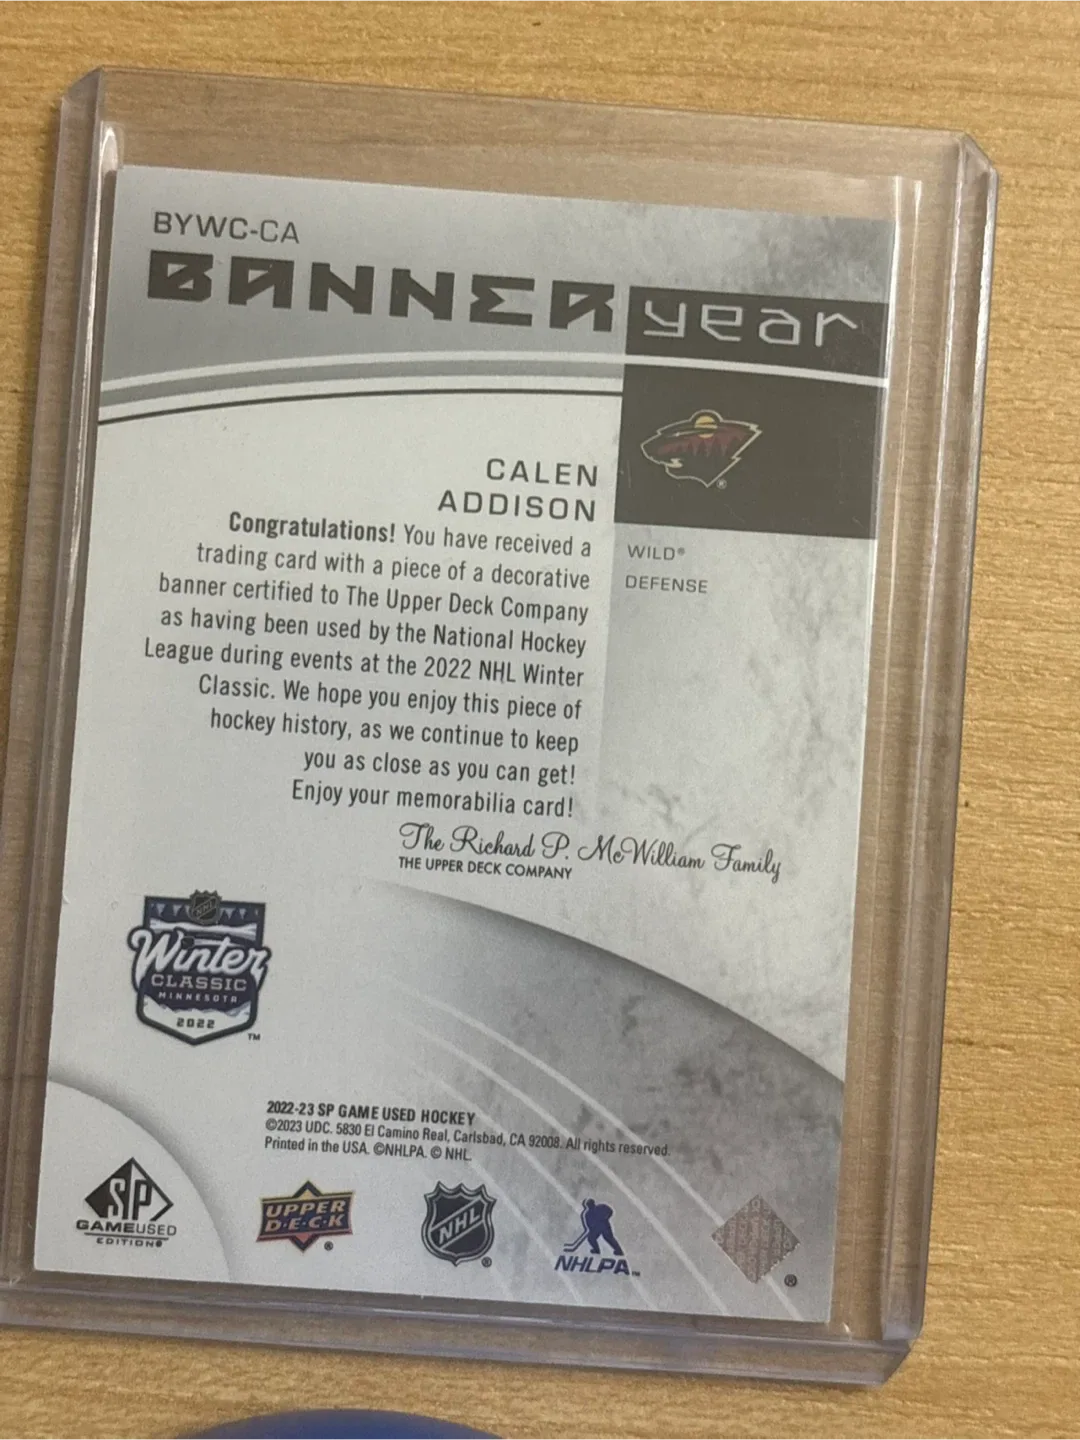 BYWC-CA
BANNER year
CALEN
ADDISON
Congratulations! You have received a
trading card with a piece of a decorative
banner certified to The Upper Deck Company
as having been used by the National Hockey
League during events at the 2022 NHL Winter
Classic. We hope you enjoy this piece of
hockey history, as we continue to keep
you as close as you can get!
Enjoy your memorabilia card!
WILD®
DEFENSE
The Richard P. McWilliam Family
THE UPPER DECK COMPANY
NHL
Winter
CLASSIC
MINNESOTA
2022
TM
2022-23 SP GAME USED HOCKEY
©2023 UDC. 5830 El Camino Real, Carlsbad, CA 92008. All rights reserved.
Printed in the USA. ©NHLPA. © NHL.
SP
GAMEUSED
EDITION®
UPPER
D·E·C·K
®
NHL
®
NHLPA™
®